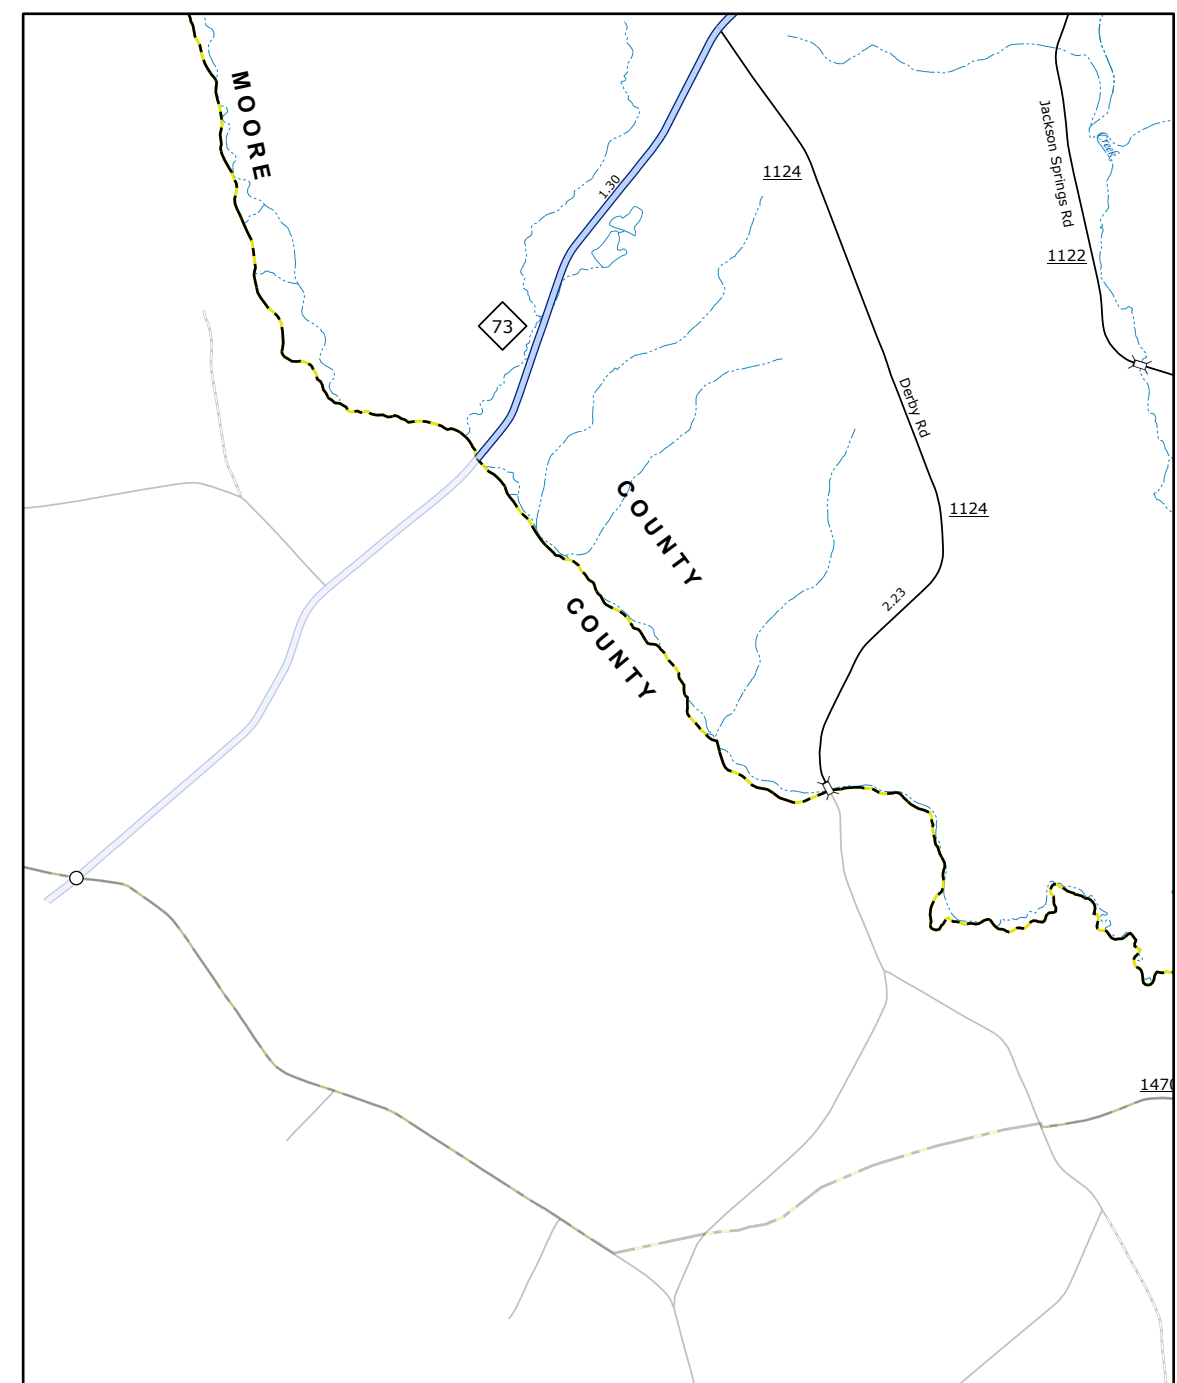 MOORE
Creek
Jackson Springs Rd
1124
1.30
1122
73
Derby Rd
COUNTY
1124
2.23
COUNTY
1470